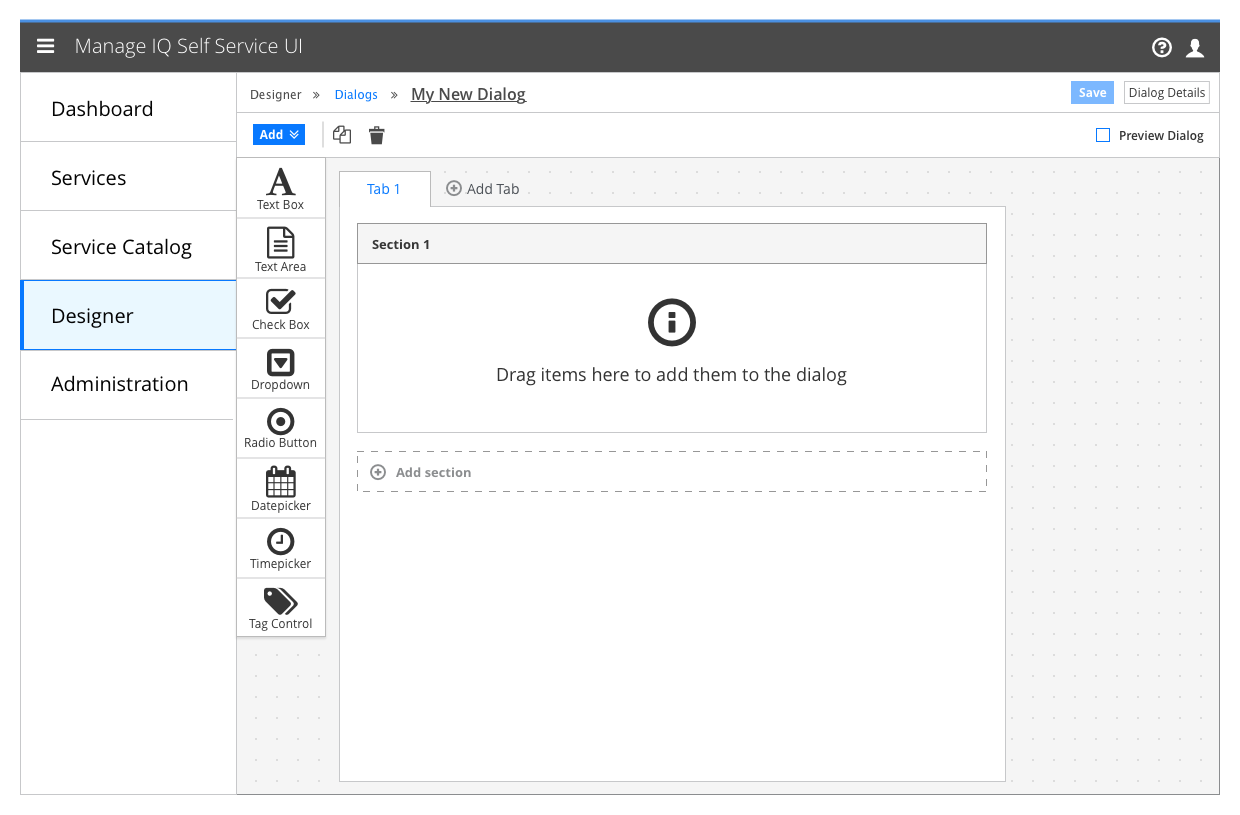 Manage IQ Self Service UI
Dashboard
Services
Service Catalog
Designer
Administration
Designer » Dialogs » My New Dialog
Save
Dialog Details
Add
Preview Dialog
Text Box
Text Area
Check Box
Dropdown
Radio Button
Datepicker
Timepicker
Tag Control
Tab 1
Add Tab
Section 1
Drag items here to add them to the dialog
Add section